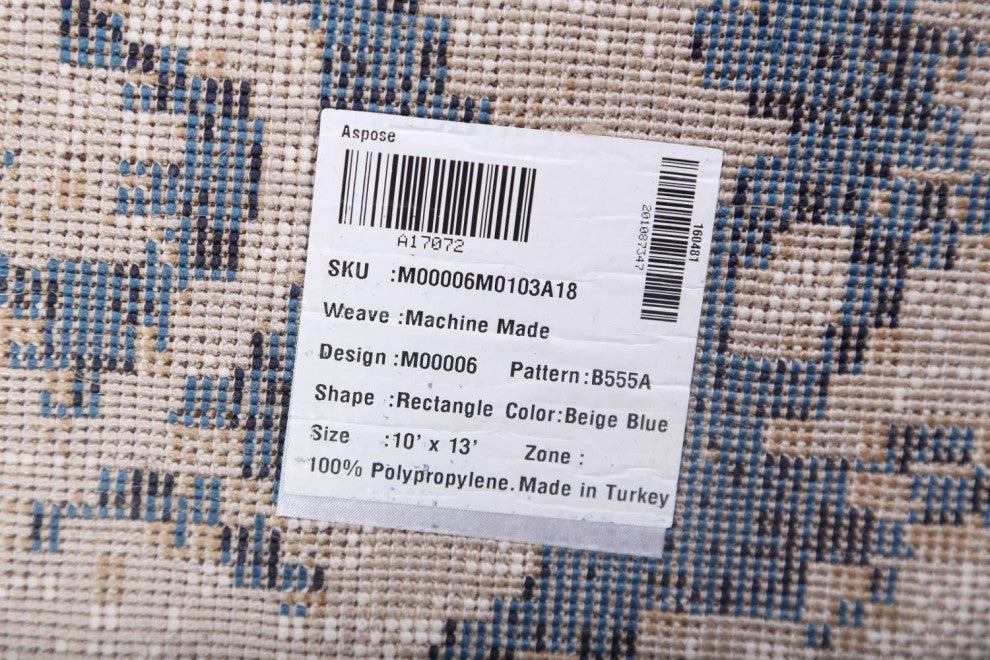 Aspose
A17072
201087347
160481
SKU :M00006M0103A18
Weave :Machine Made
Design :M00006 Pattern:B555A
Shape :Rectangle Color:Beige Blue
Size :10' x 13' Zone :
100% Polypropylene. Made in Turkey